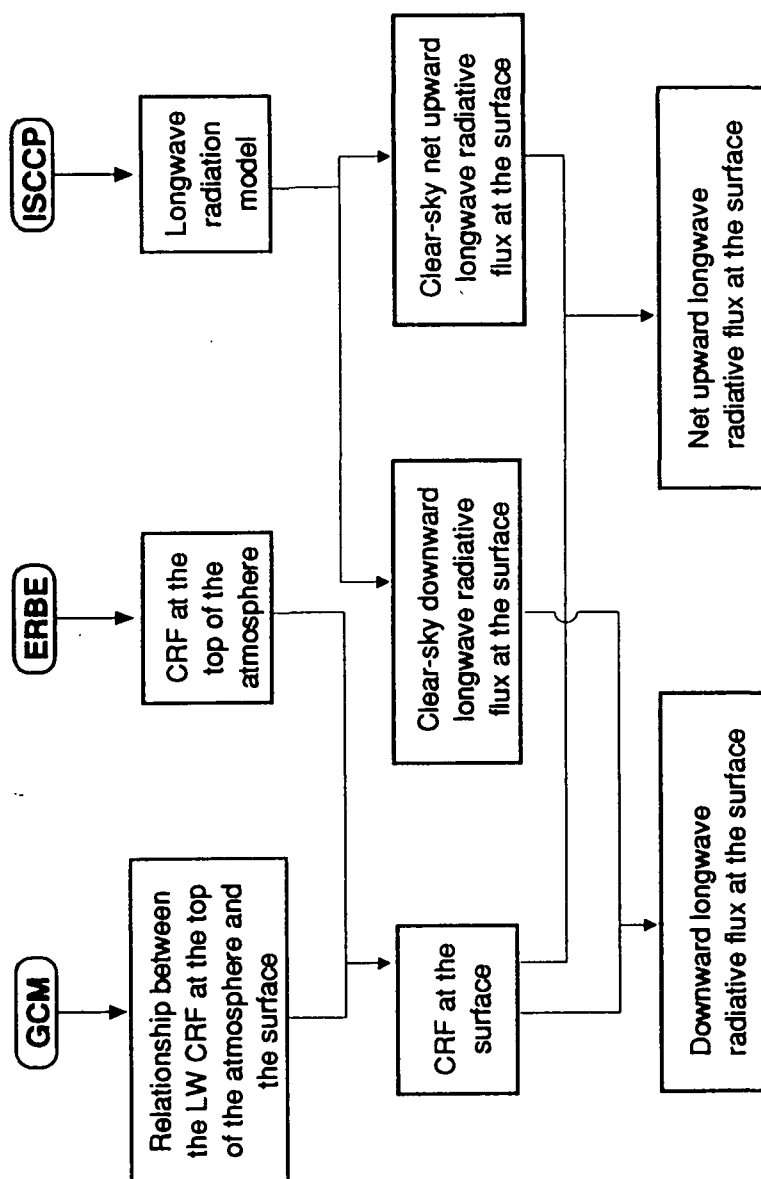 GCM
ERBE
ISCCP
Relationship between
the LW CRF at the top
of the atmosphere and
the surface
CRF at the
top of the
atmosphere
Longwave
radiation
model
CRF at the
surface
Clear-sky downward
longwave radiative
flux at the surface
Clear-sky net upward
longwave radiative
flux at the surface
Downward longwave
radiative flux at the surface
Net upward longwave
radiative flux at the surface